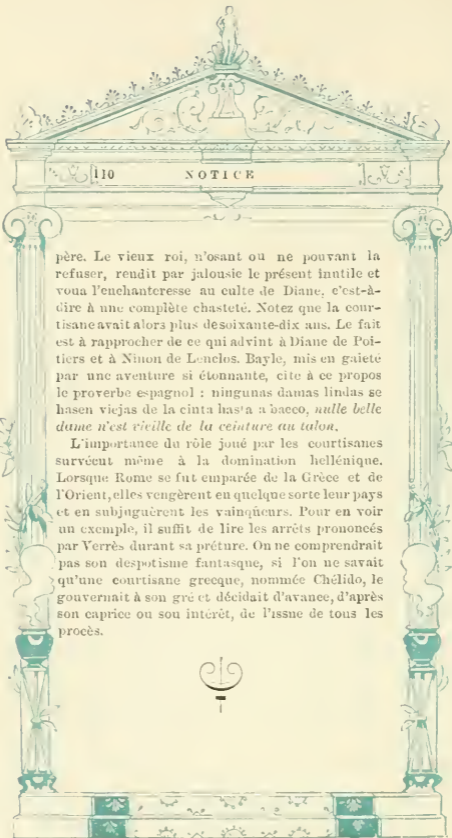 110 NOTICE
père. Le vieux roi, n'osant ou ne pouvant la
refuser, rendit par jalousie le présent inutile et
voua l'enchanteresse au culte de Diane, c'est-à-
dire à une complète chasteté. Notez que la cour-
tisane avait alors plus de soixante-dix ans. Le fait
est à rapprocher de ce qui advint à Diane de Poi-
tiers et à Ninon de Lenclos. Bayle, mis en gaieté
par une aventure si étonnante, cite à ce propos
le proverbe espagnol : ningunas damas lindas se
hasen viejas de la cinta has'a a bacco, nulle belle
dame n'est vieille de la ceinture au talon.
L'importance du rôle joué par les courtisanes
survécut même à la domination hellénique.
Lorsque Rome se fut emparée de la Grèce et de
l'Orient, elles vengèrent en quelque sorte leur pays
et en subjuguèrent les vainqueurs. Pour en voir
un exemple, il suffit de lire les arrêts prononcés
par Verrès durant sa préture. On ne comprendrait
pas son despotisme fantasque, si l'on ne savait
qu'une courtisane grecque, nommée Chélido, le
gouvernait à son gré et décidait d'avance, d'après
son caprice ou son intérêt, de l'issue de tous les
procès.